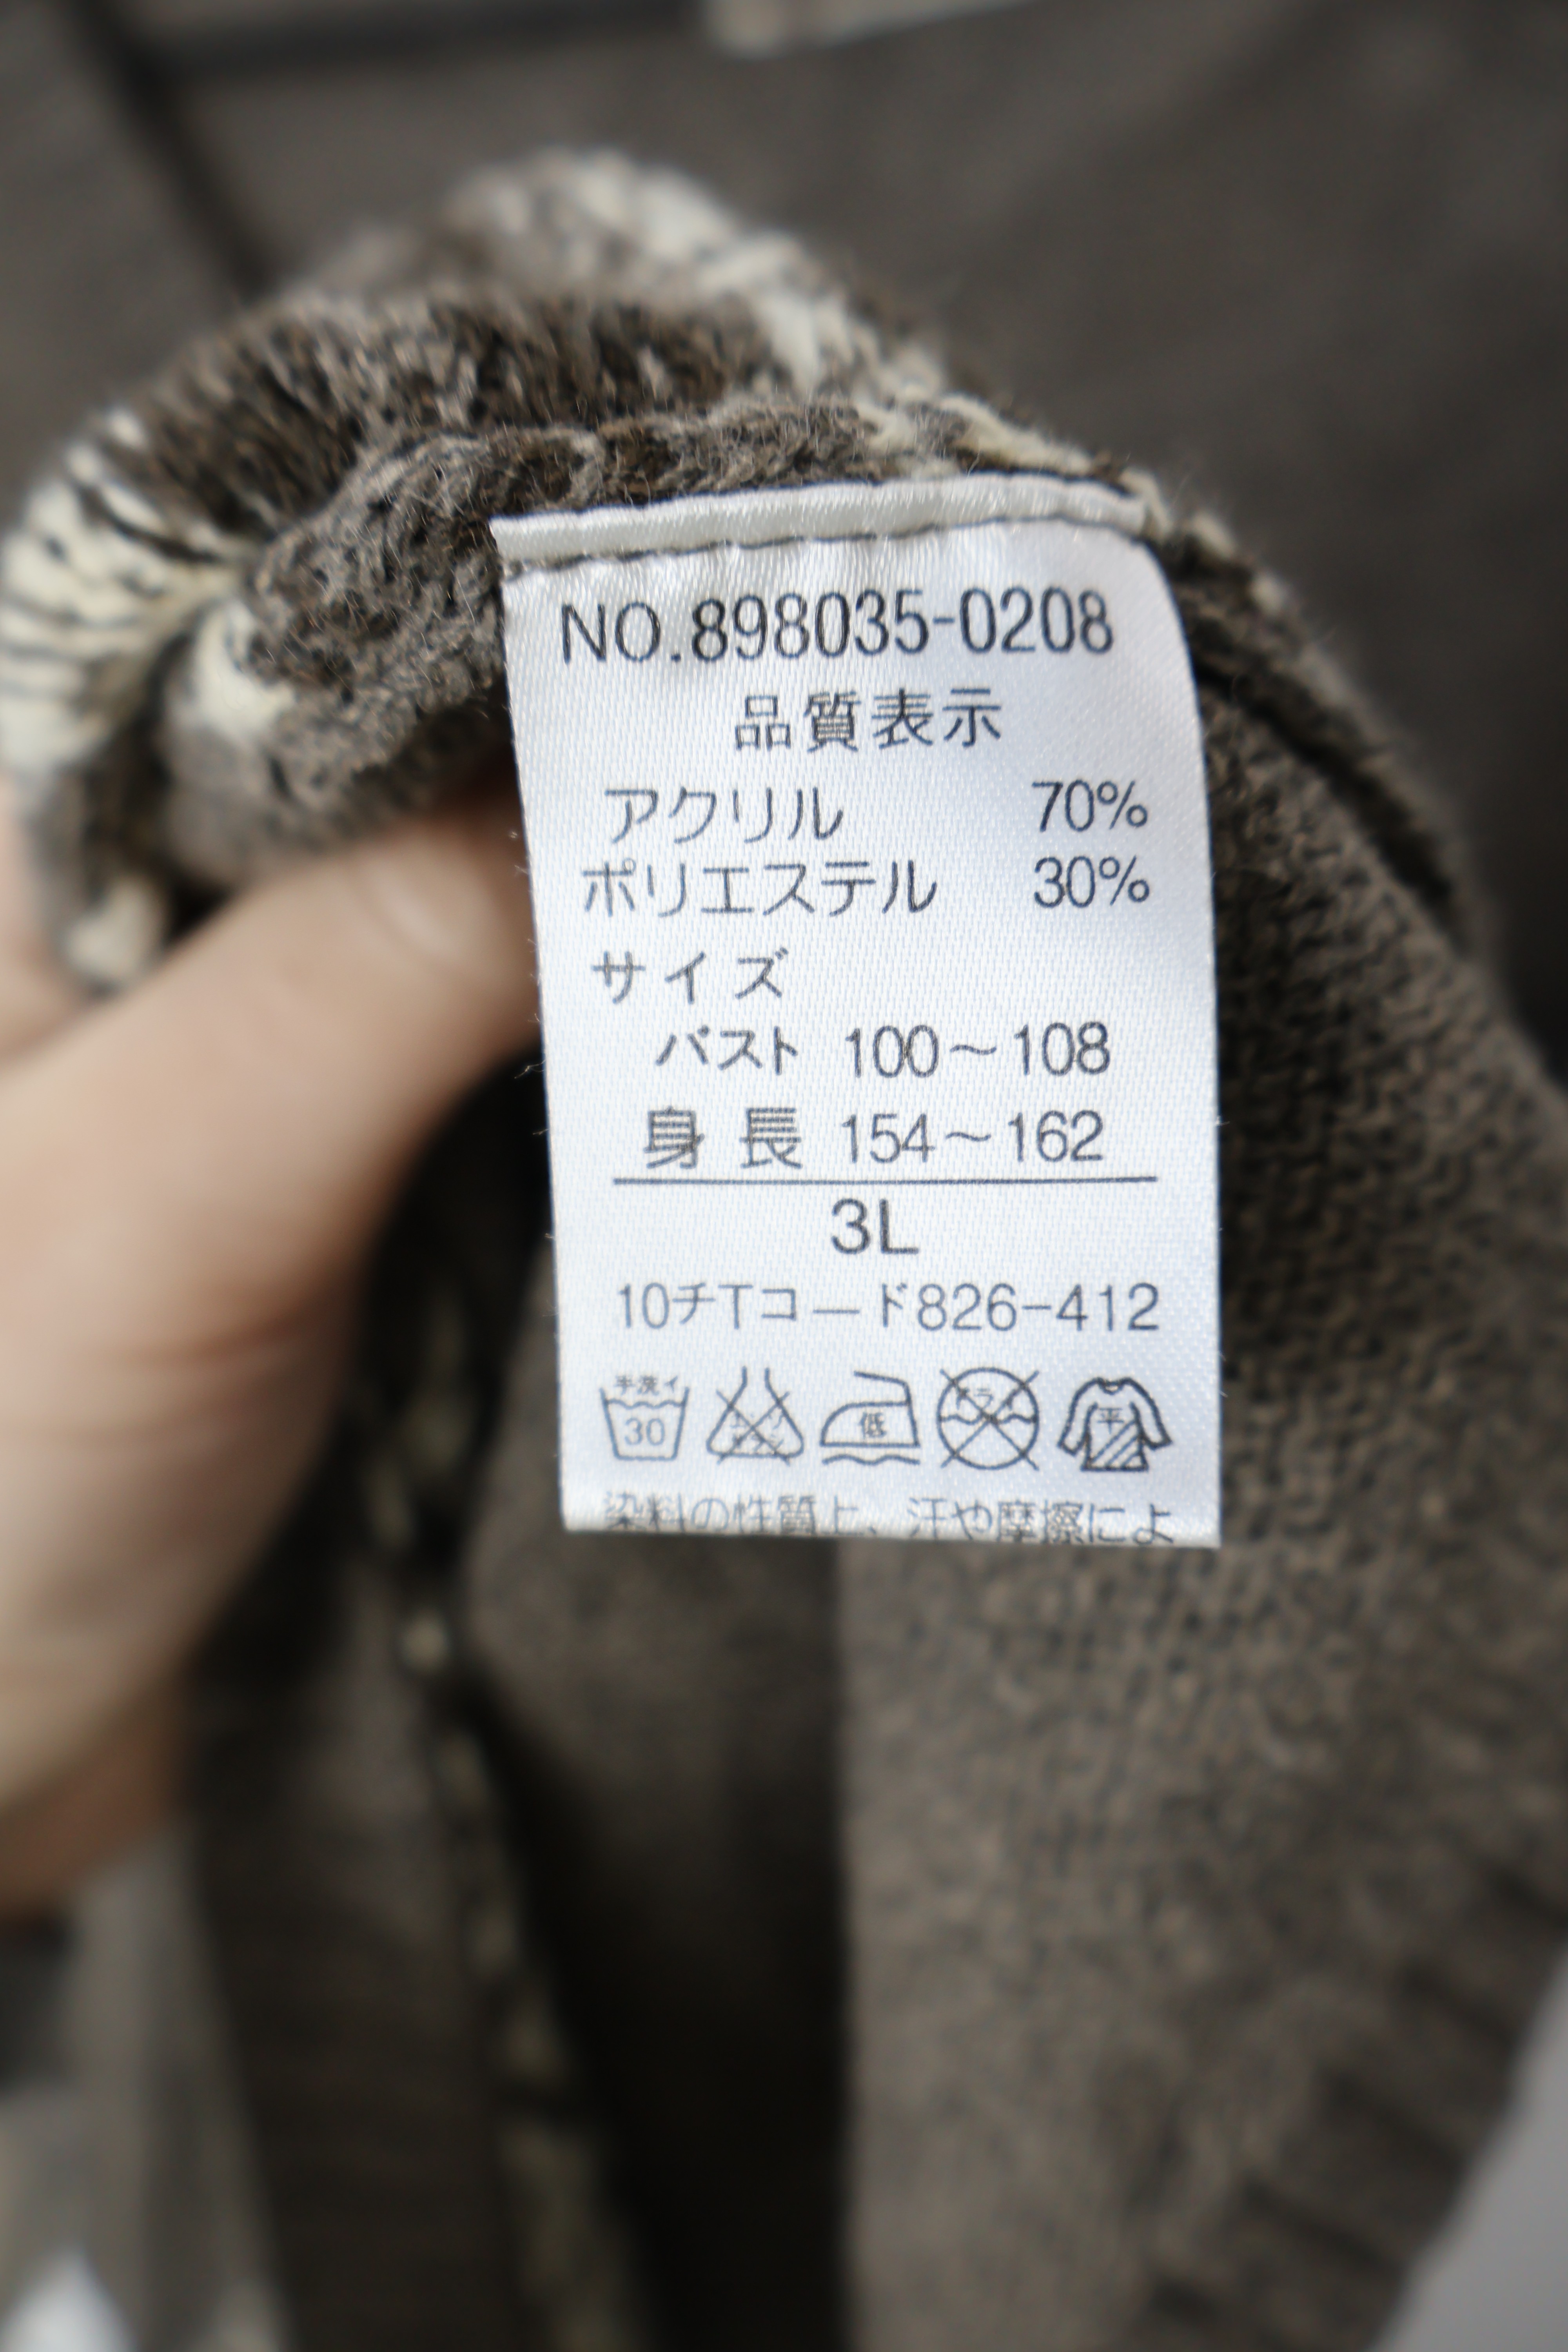 NO.898035-0208
品質表示
アクリル 70%
ポリエステル 30%
サイズ
バスト 100〜108
身長 154〜162
3L
10チTコード826-412
手洗イ
30
低
平
染料の性質上、汗や摩擦によ